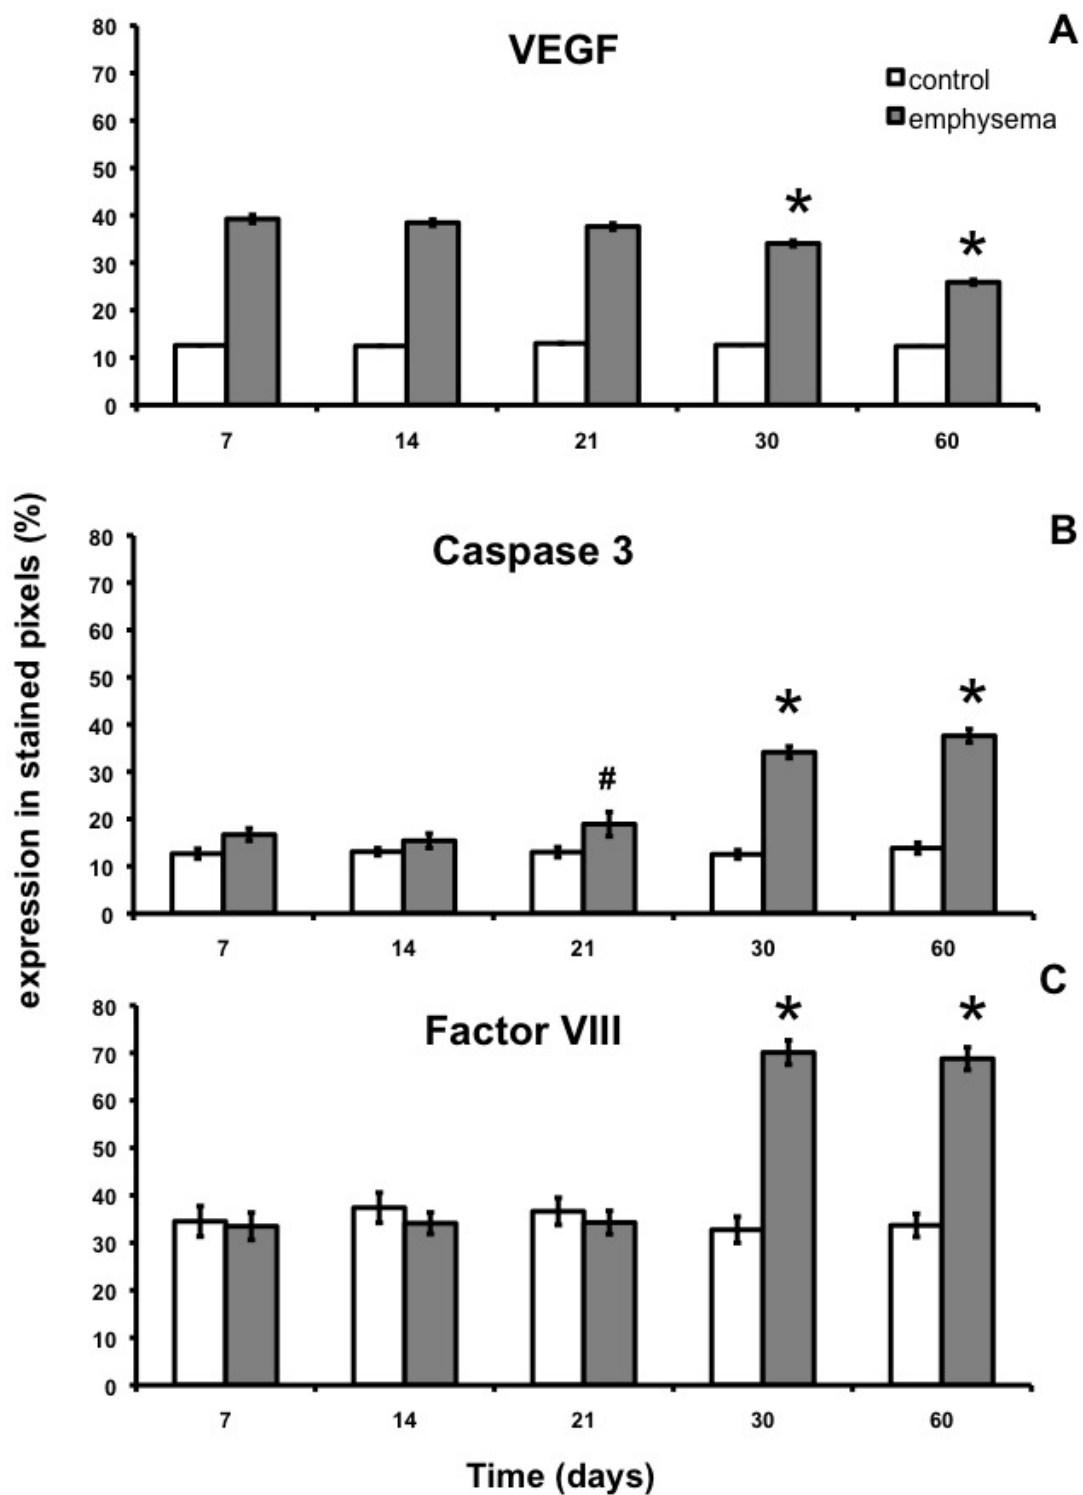 A
VEGF
control
emphysema
80
70
60
50
40
30
20
10
0
*
*
7 14 21 30 60
expression in stained pixels (%)
B
Caspase 3
80
70
60
50
40
30
20
10
0
#
*
*
7 14 21 30 60
C
Factor VIII
80
70
60
50
40
30
20
10
0
*
*
7 14 21 30 60
Time (days)